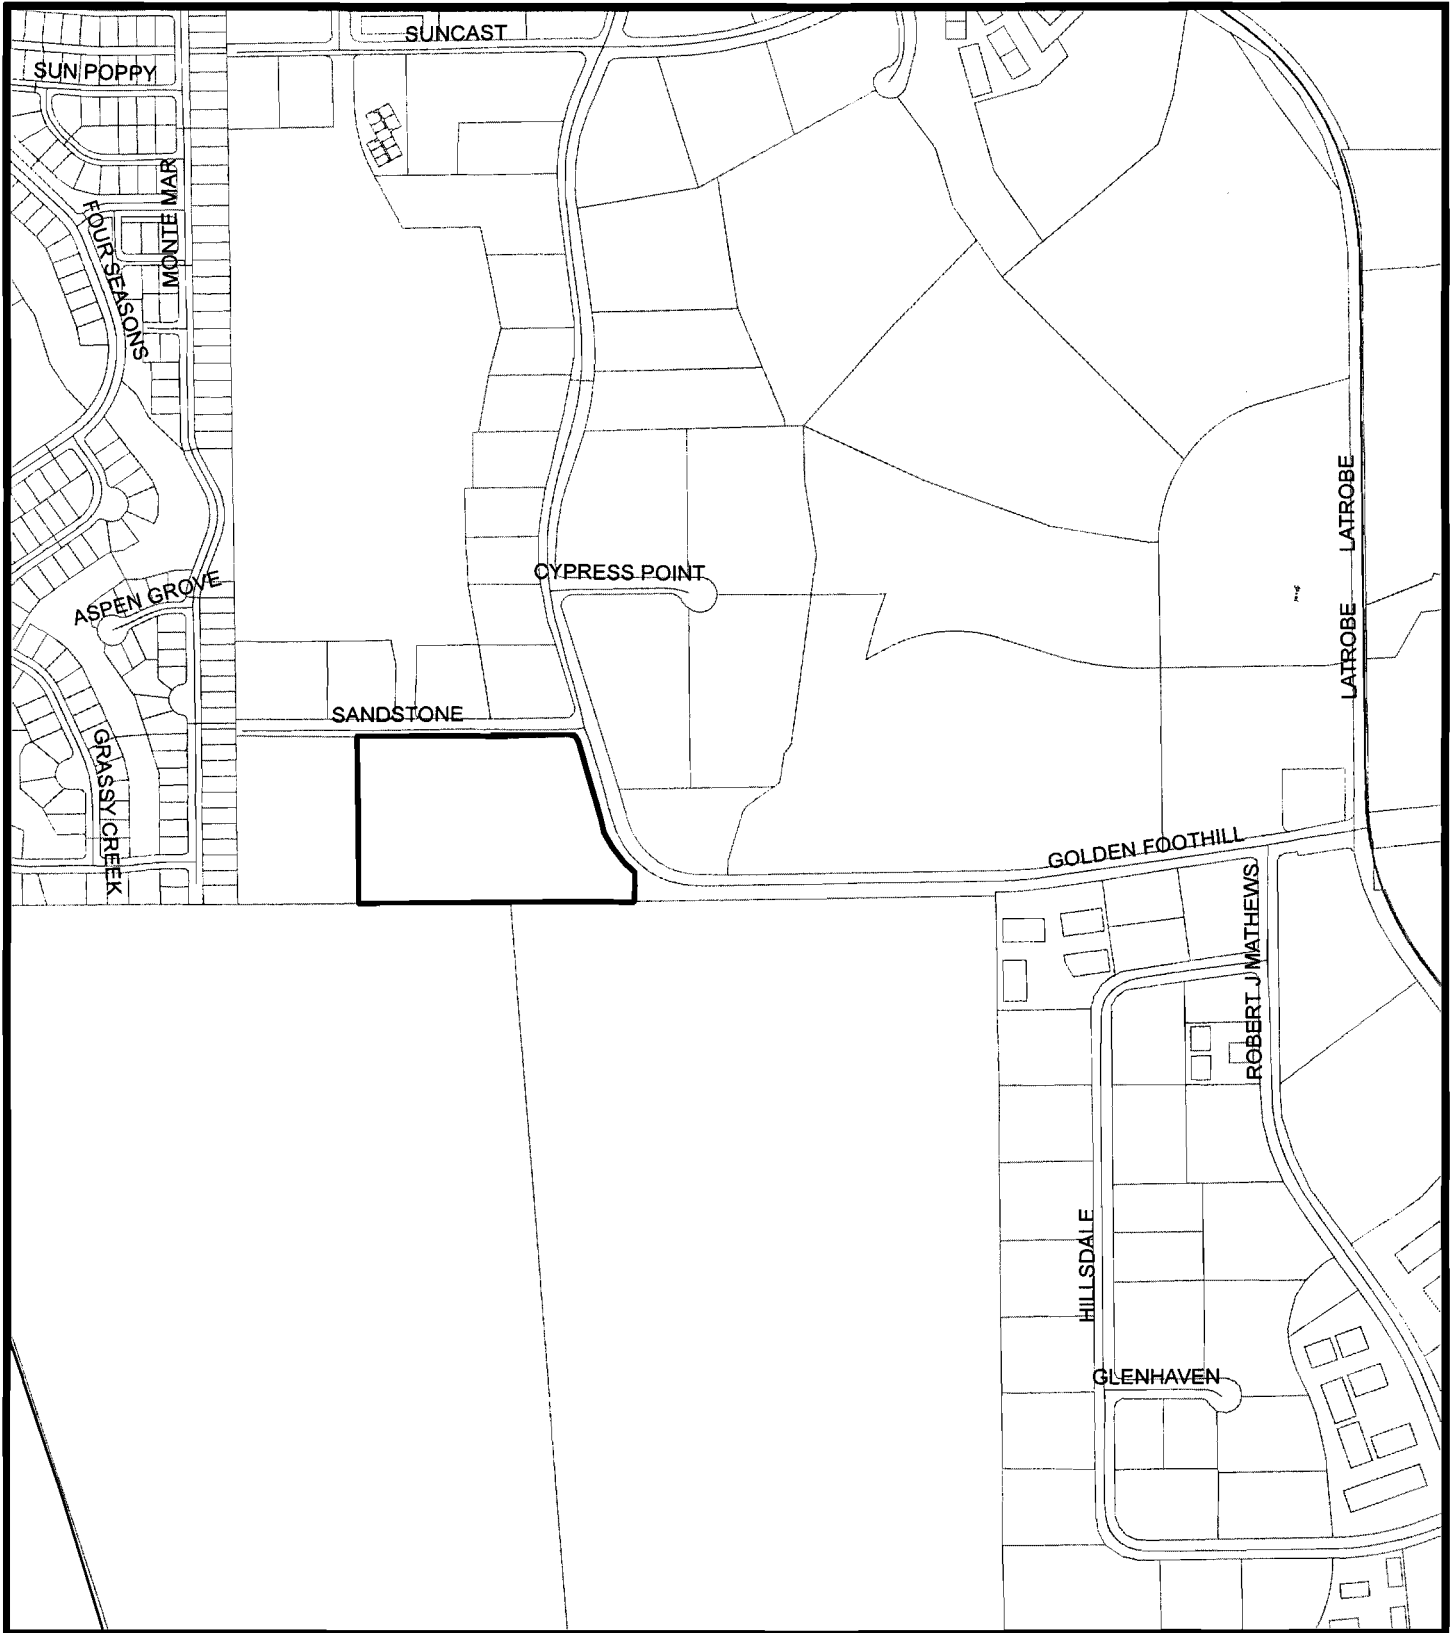 SUNCAST
SUN POPPY
MONTE MAR
FOUR SEASONS
LATROBE
CYPRESS POINT
ASPEN GROVE
LATROBE
SANDSTONE
GRASSY CREEK
GOLDEN FOOTHILL
ROBERT J MATHEWS
HILLSDALE
GLENHAVEN